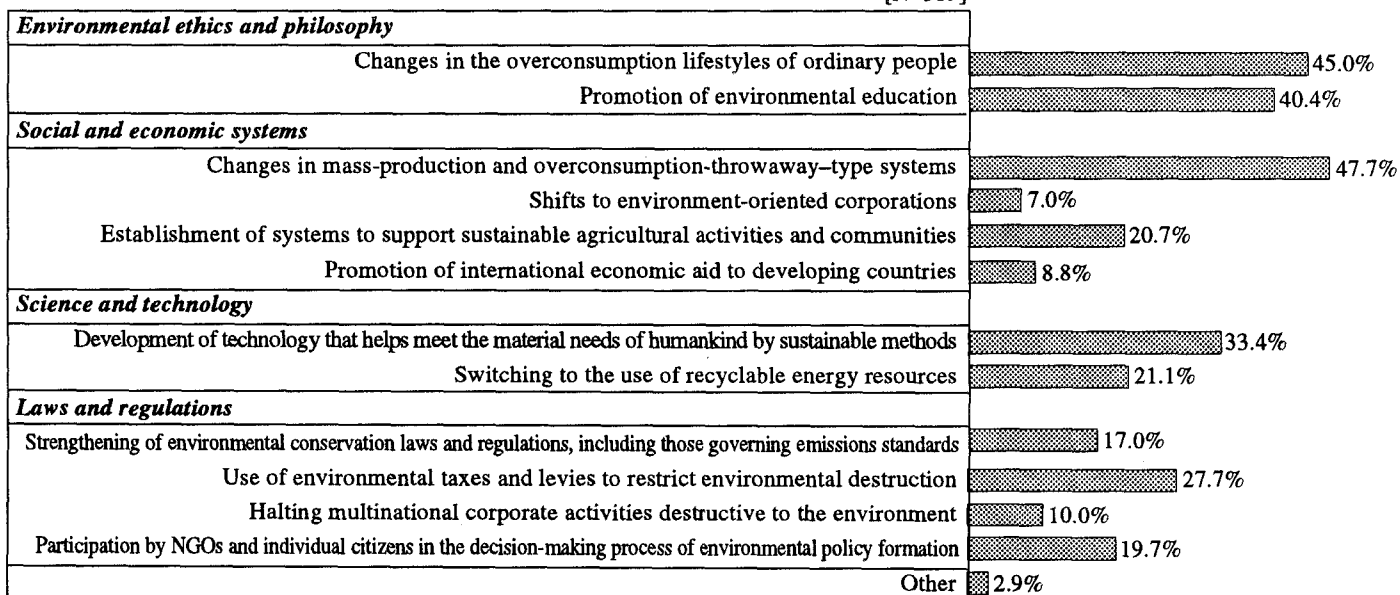 Environmental ethics and philosophy
Changes in the overconsumption lifestyles of ordinary people 45.0%
Promotion of environmental education 40.4%
Social and economic systems
Changes in mass-production and overconsumption-throwaway–type systems 47.7%
Shifts to environment-oriented corporations 7.0%
Establishment of systems to support sustainable agricultural activities and communities 20.7%
Promotion of international economic aid to developing countries 8.8%
Science and technology
Development of technology that helps meet the material needs of humankind by sustainable methods 33.4%
Switching to the use of recyclable energy resources 21.1%
Laws and regulations
Strengthening of environmental conservation laws and regulations, including those governing emissions standards 17.0%
Use of environmental taxes and levies to restrict environmental destruction 27.7%
Halting multinational corporate activities destructive to the environment 10.0%
Participation by NGOs and individual citizens in the decision-making process of environmental policy formation 19.7%
Other 2.9%